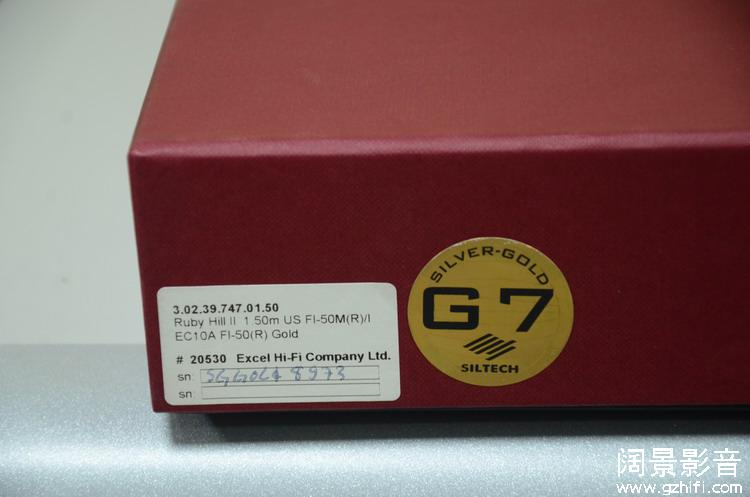 3.02.39.747.01.50
Ruby Hill II 1.50m US FI-50M(R)/I
EC10A FI-50(R) Gold
# 20530 Excel Hi-Fi Company Ltd.
sn:
sn:
SILVER-GOLD
G7
SILTECH
阔景影音
www.gzhifi.com